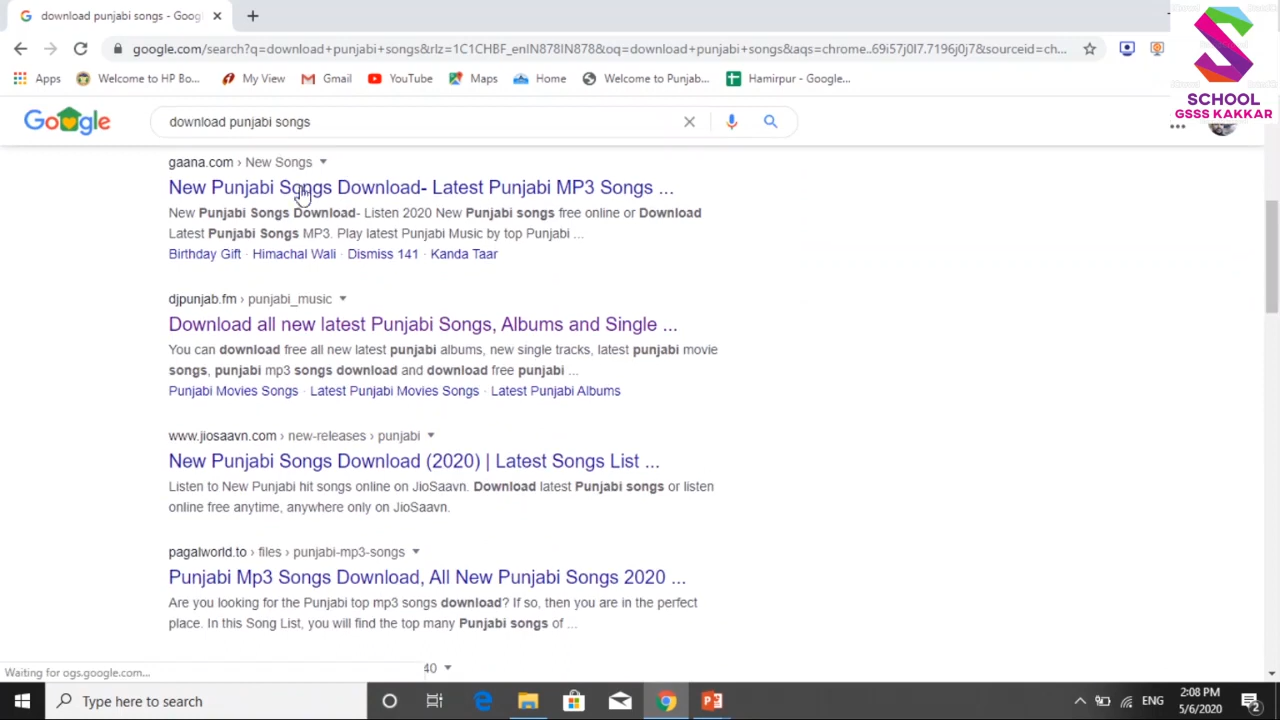 download punjabi songs - Googl
google.com/search?q=download+punjabi+songs&rlz=1C1CHBF_enIN878IN878&oq=download+punjabi+songs&aqs=chrome..69i57j0l7.7196j0j7&sourceid=ch...
Apps Welcome to HP Bo... My View Gmail YouTube Maps Home Welcome to Punjab... Hamirpur - Google...
SCHOOL
GSSS KAKKAR
Google download punjabi songs
gaana.com › New Songs
New Punjabi Songs Download- Latest Punjabi MP3 Songs ...
New Punjabi Songs Download- Listen 2020 New Punjabi songs free online or Download
Latest Punjabi Songs MP3. Play latest Punjabi Music by top Punjabi ...
Birthday Gift · Himachal Wali · Dismiss 141 · Kanda Taar
djpunjab.fm › punjabi_music
Download all new latest Punjabi Songs, Albums and Single ...
You can download free all new latest punjabi albums, new single tracks, latest punjabi movie
songs, punjabi mp3 songs download and download free punjabi ...
Punjabi Movies Songs · Latest Punjabi Movies Songs · Latest Punjabi Albums
www.jiosaavn.com › new-releases › punjabi
New Punjabi Songs Download (2020) | Latest Songs List ...
Listen to New Punjabi hit songs online on JioSaavn. Download latest Punjabi songs or listen
online free anytime, anywhere only on JioSaavn.
pagalworld.to › files › punjabi-mp3-songs
Punjabi Mp3 Songs Download, All New Punjabi Songs 2020 ...
Are you looking for the Punjabi top mp3 songs download? If so, then you are in the perfect
place. In this Song List, you will find the top many Punjabi songs of ...
40
Waiting for ogs.google.com...
Type here to search
ENG
2:08 PM
5/6/2020
2